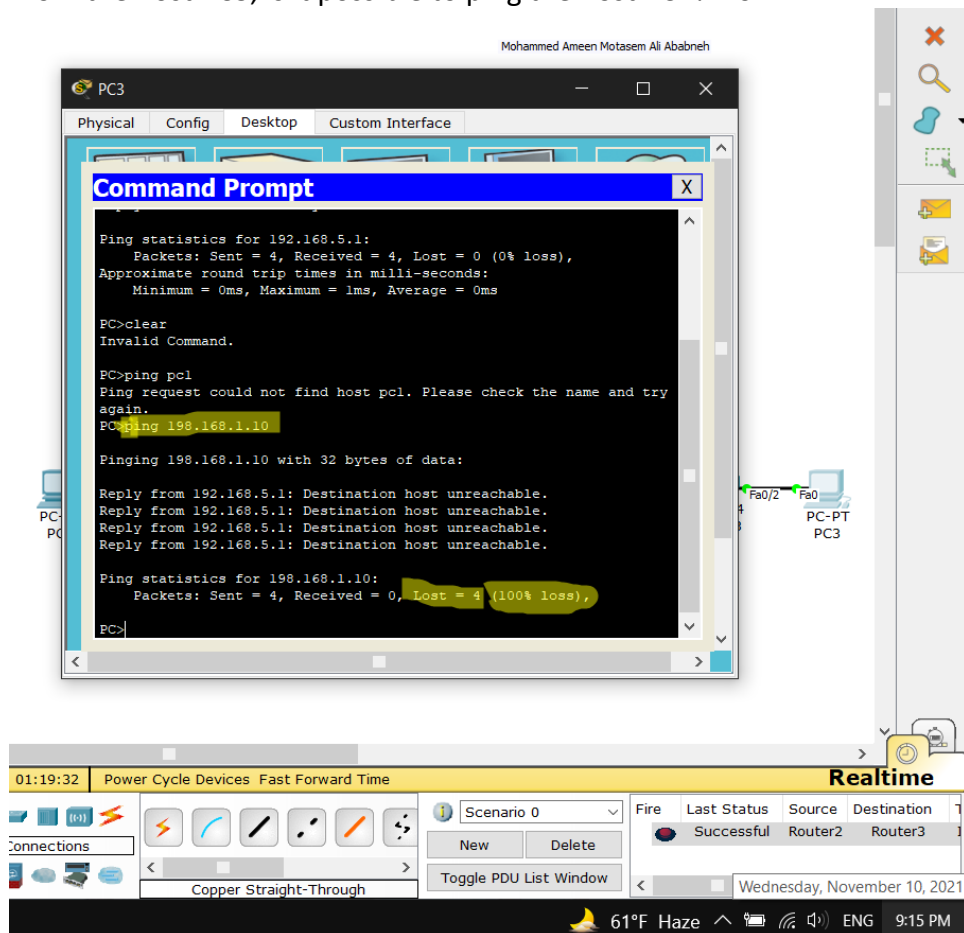 Mohammed Ameen Motasem Ali Ababneh
PC3
Physical Config Desktop Custom Interface
Command Prompt X
Ping statistics for 192.168.5.1:
Packets: Sent = 4, Received = 4, Lost = 0 (0% loss),
Approximate round trip times in milli-seconds:
Minimum = 0ms, Maximum = 1ms, Average = 0ms
PC>clear
Invalid Command.
PC>ping pc1
Ping request could not find host pc1. Please check the name and try
again.
PC>ping 198.168.1.10
Pinging 198.168.1.10 with 32 bytes of data:
Reply from 192.168.5.1: Destination host unreachable.
Reply from 192.168.5.1: Destination host unreachable.
Reply from 192.168.5.1: Destination host unreachable.
Reply from 192.168.5.1: Destination host unreachable.
Ping statistics for 198.168.1.10:
Packets: Sent = 4, Received = 0, Lost = 4 (100% loss),
PC>
PC-
PC
Fa0/2 Fa0
PC-PT
PC3
01:19:32 Power Cycle Devices Fast Forward Time Realtime
Connections
Copper Straight-Through
Scenario 0
New Delete
Toggle PDU List Window
Fire Last Status Source Destination
Successful Router2 Router3
Wednesday, November 10, 2021
61°F Haze ENG 9:15 PM